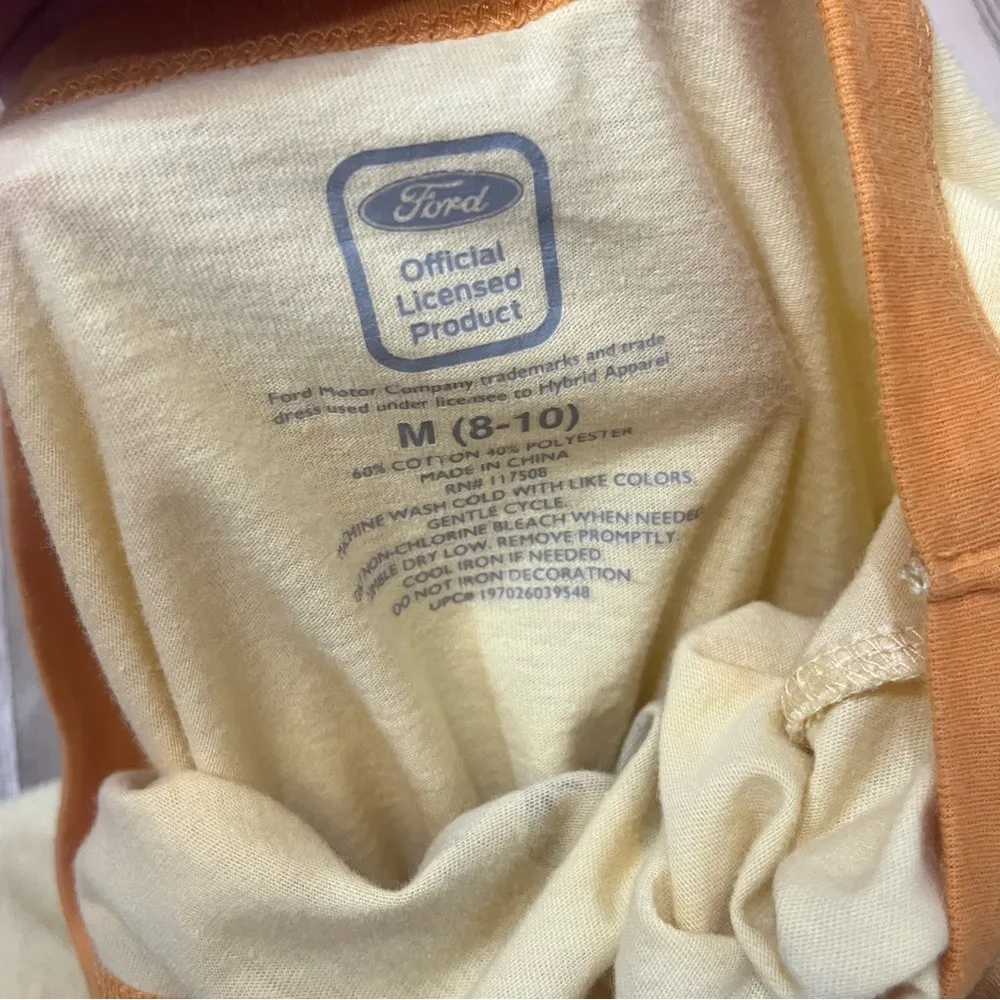 Ford
Official
Licensed
Product
Ford Motor Company trademarks and trade
dress used under licensee to Hybrid Apparel
M (8-10)
60% COTTON 40% POLYESTER
MADE IN CHINA
RN# 117508
MACHINE WASH COLD WITH LIKE COLORS
GENTLE CYCLE.
NON-CHLORINE BLEACH WHEN NEEDED
TUMBLE DRY LOW. REMOVE PROMPTLY.
COOL IRON IF NEEDED
DO NOT IRON DECORATION
UPC# 197026039548